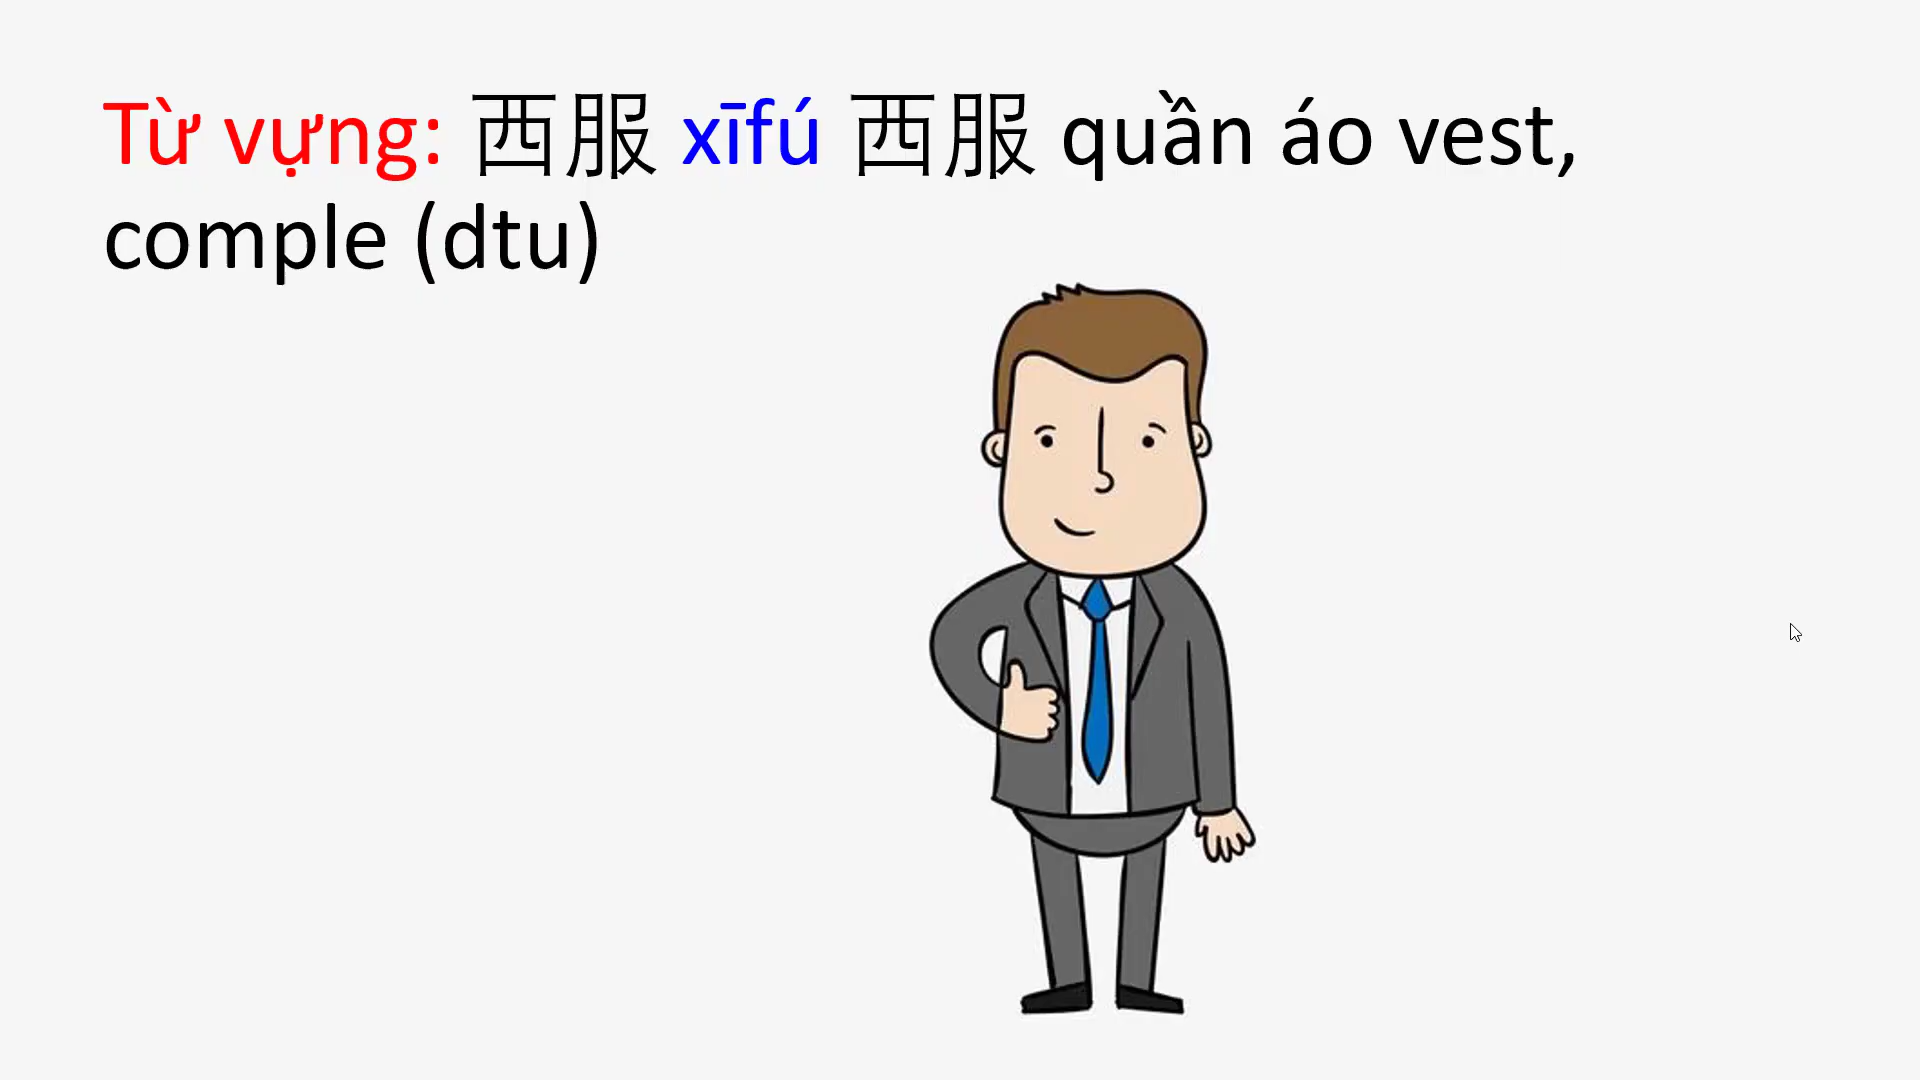 Từ vựng: 西服 xīfú 西服 quần áo vest,
comple (dtu)